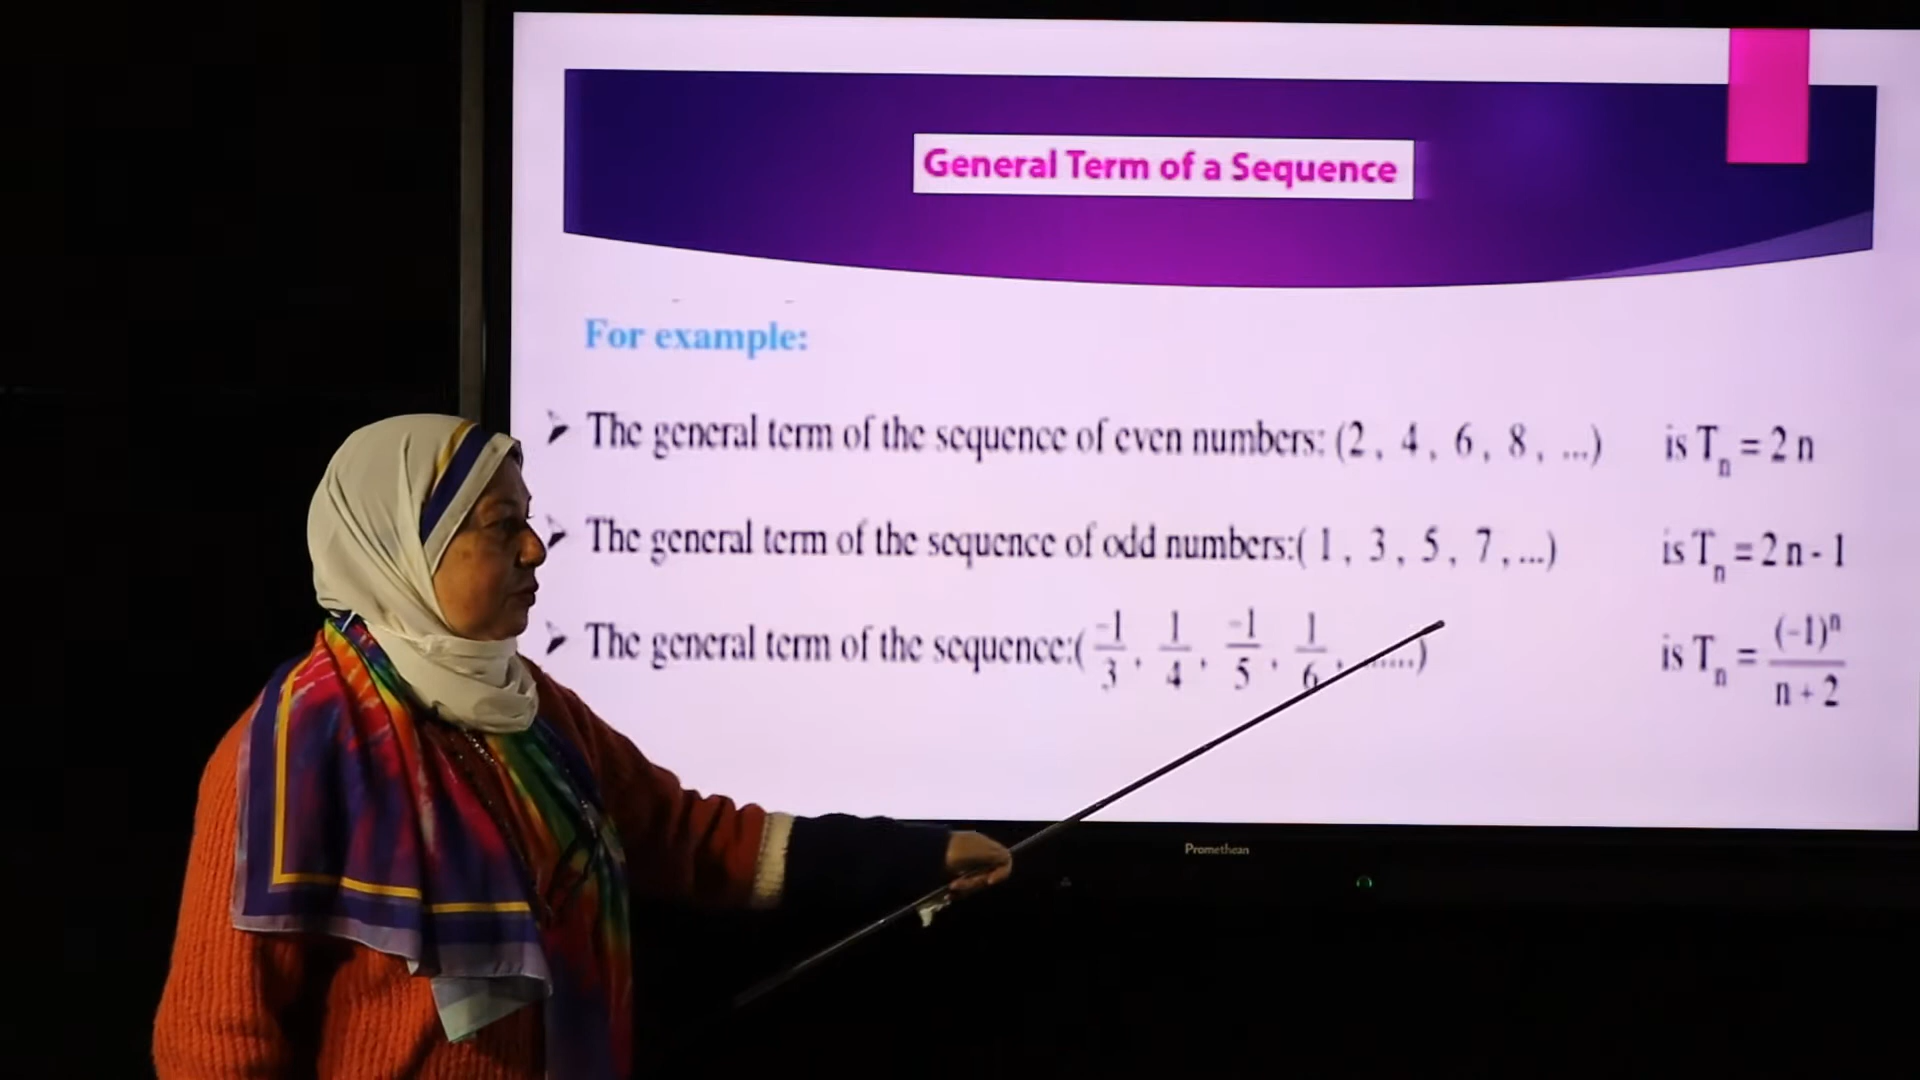 General Term of a Sequence
For example:
➤ The general term of the sequence of even numbers: (2 , 4 , 6 , 8 , ...) is Tₙ = 2 n
➤ The general term of the sequence of odd numbers:( 1 , 3 , 5 , 7 , ...) is Tₙ = 2 n - 1
➤ The general term of the sequence:( -1/3 , 1/4 , -1/5 , 1/6 , ......) is Tₙ = (-1)ⁿ / n + 2
Promethean